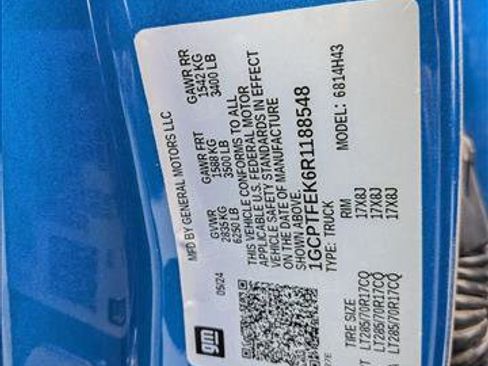 gm
05/24
MFD BY GENERAL MOTORS LLC
GVWR GAWR FRT GAWR RR
2835 KG 1588 KG 1542 KG
6250 LB 3500 LB 3400 LB
THIS VEHICLE CONFORMS TO ALL
APPLICABLE U.S. FEDERAL MOTOR
VEHICLE SAFETY STANDARDS IN EFFECT
ON THE DATE OF MANUFACTURE
SHOWN ABOVE.
1GCPTFEK6R1188548
TYPE: TRUCK MODEL: 6814H43
TIRE SIZE RIM
LT285/70R17CQ 17X8J
LT285/70R17CQ 17X8J
LT285/70R17CQ 17X8J